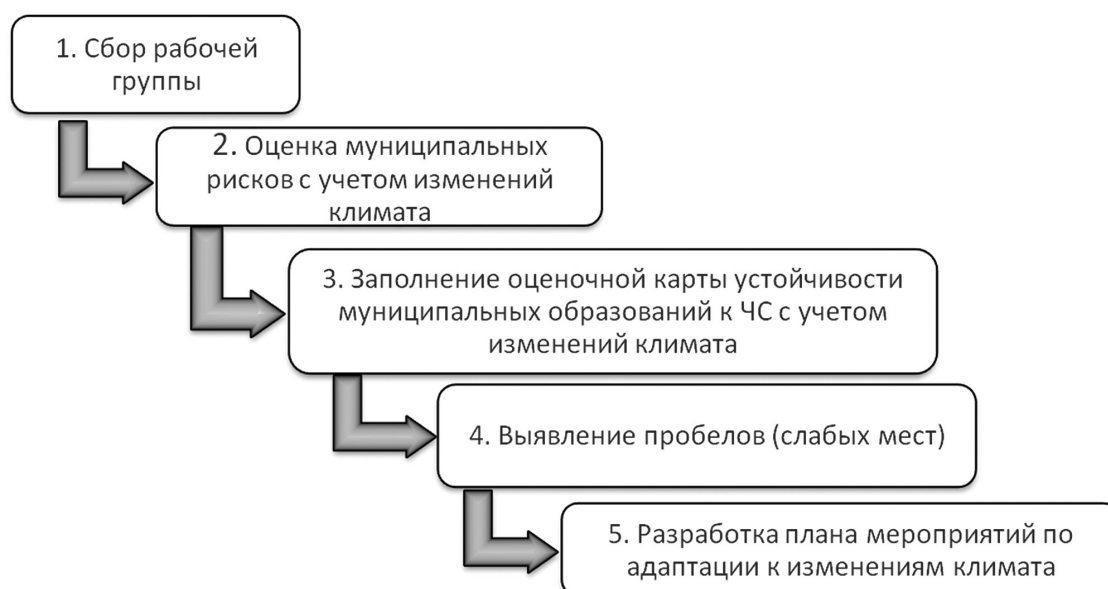 1. Сбор рабочей
группы
2. Оценка муниципальных
рисков с учетом изменений
климата
3. Заполнение оценочной карты устойчивости
муниципальных образований к ЧС с учетом
изменений климата
4. Выявление пробелов (слабых мест)
5. Разработка плана мероприятий по
адаптации к изменениям климата